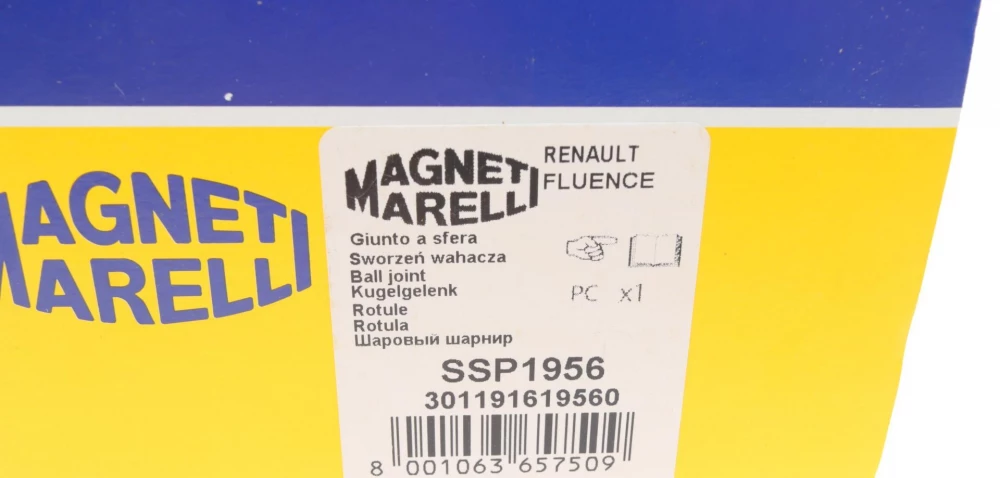 MAGNETI
MARELLI
MAGNETI
MARELLI
RENAULT
FLUENCE
Giunto a sfera
Sworzeń wahacza
Ball joint
Kugelgelenk
Rotule
Rotula
Шаровый шарнир
PC x1
SSP1956
301191619560
8 001063 657509